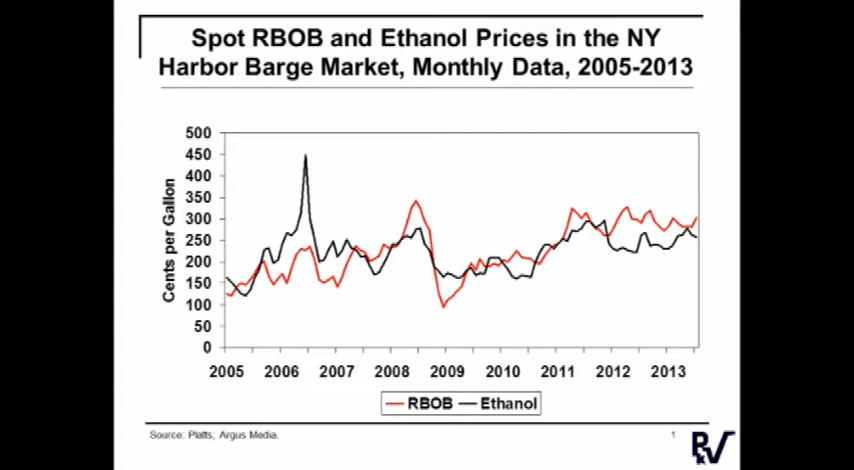 Spot RBOB and Ethanol Prices in the NY
Harbor Barge Market, Monthly Data, 2005-2013
500
450
400
350
300
250
200
150
100
50
0
Cents per Gallon
2005 2006 2007 2008 2009 2010 2011 2012 2013
RBOB Ethanol
Source: Platts, Argus Media.
1